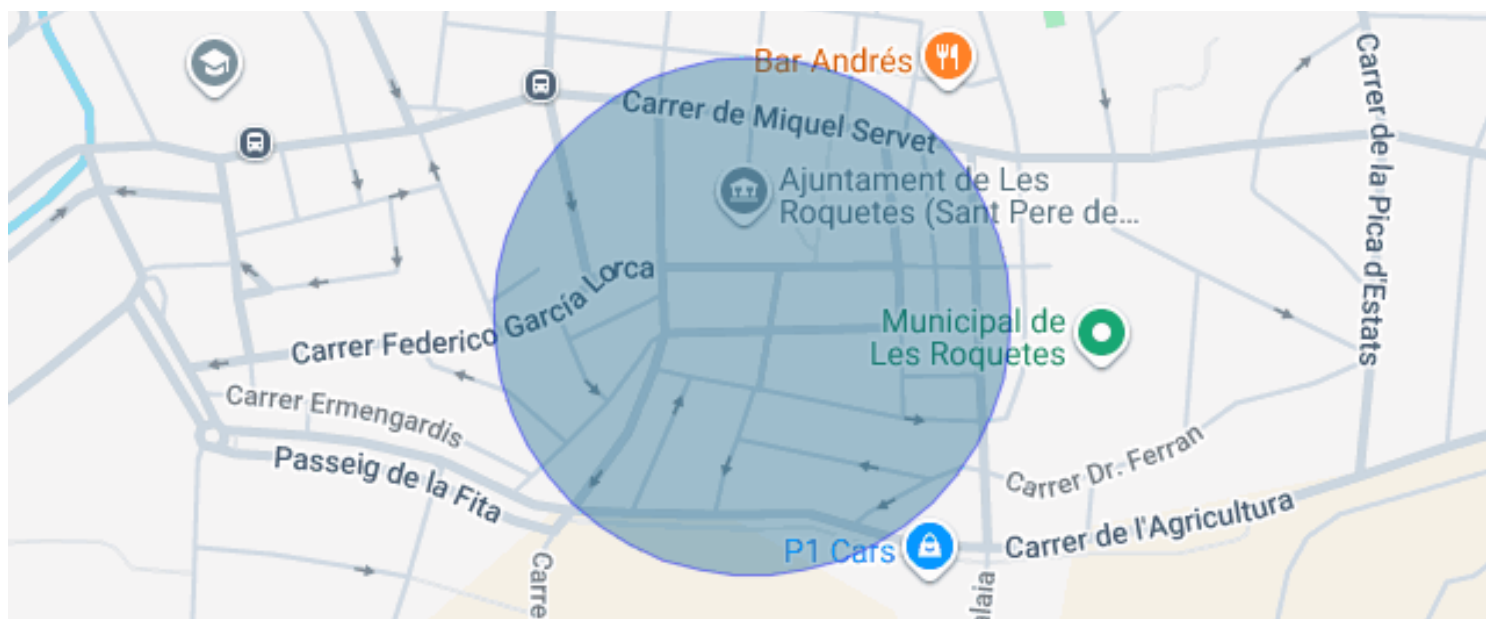 Bar Andrés
Carrer de Miquel Servet
Carrer de la Pica d'Estats
Ajuntament de Les
Roquetes (Sant Pere de...
Carrer Federico García Lorca
Municipal de
Les Roquetes
Carrer Ermengardis
Passeig de la Fita
Carrer Dr. Ferran
Carrer de l'Agricultura
P1 Cars
Carre